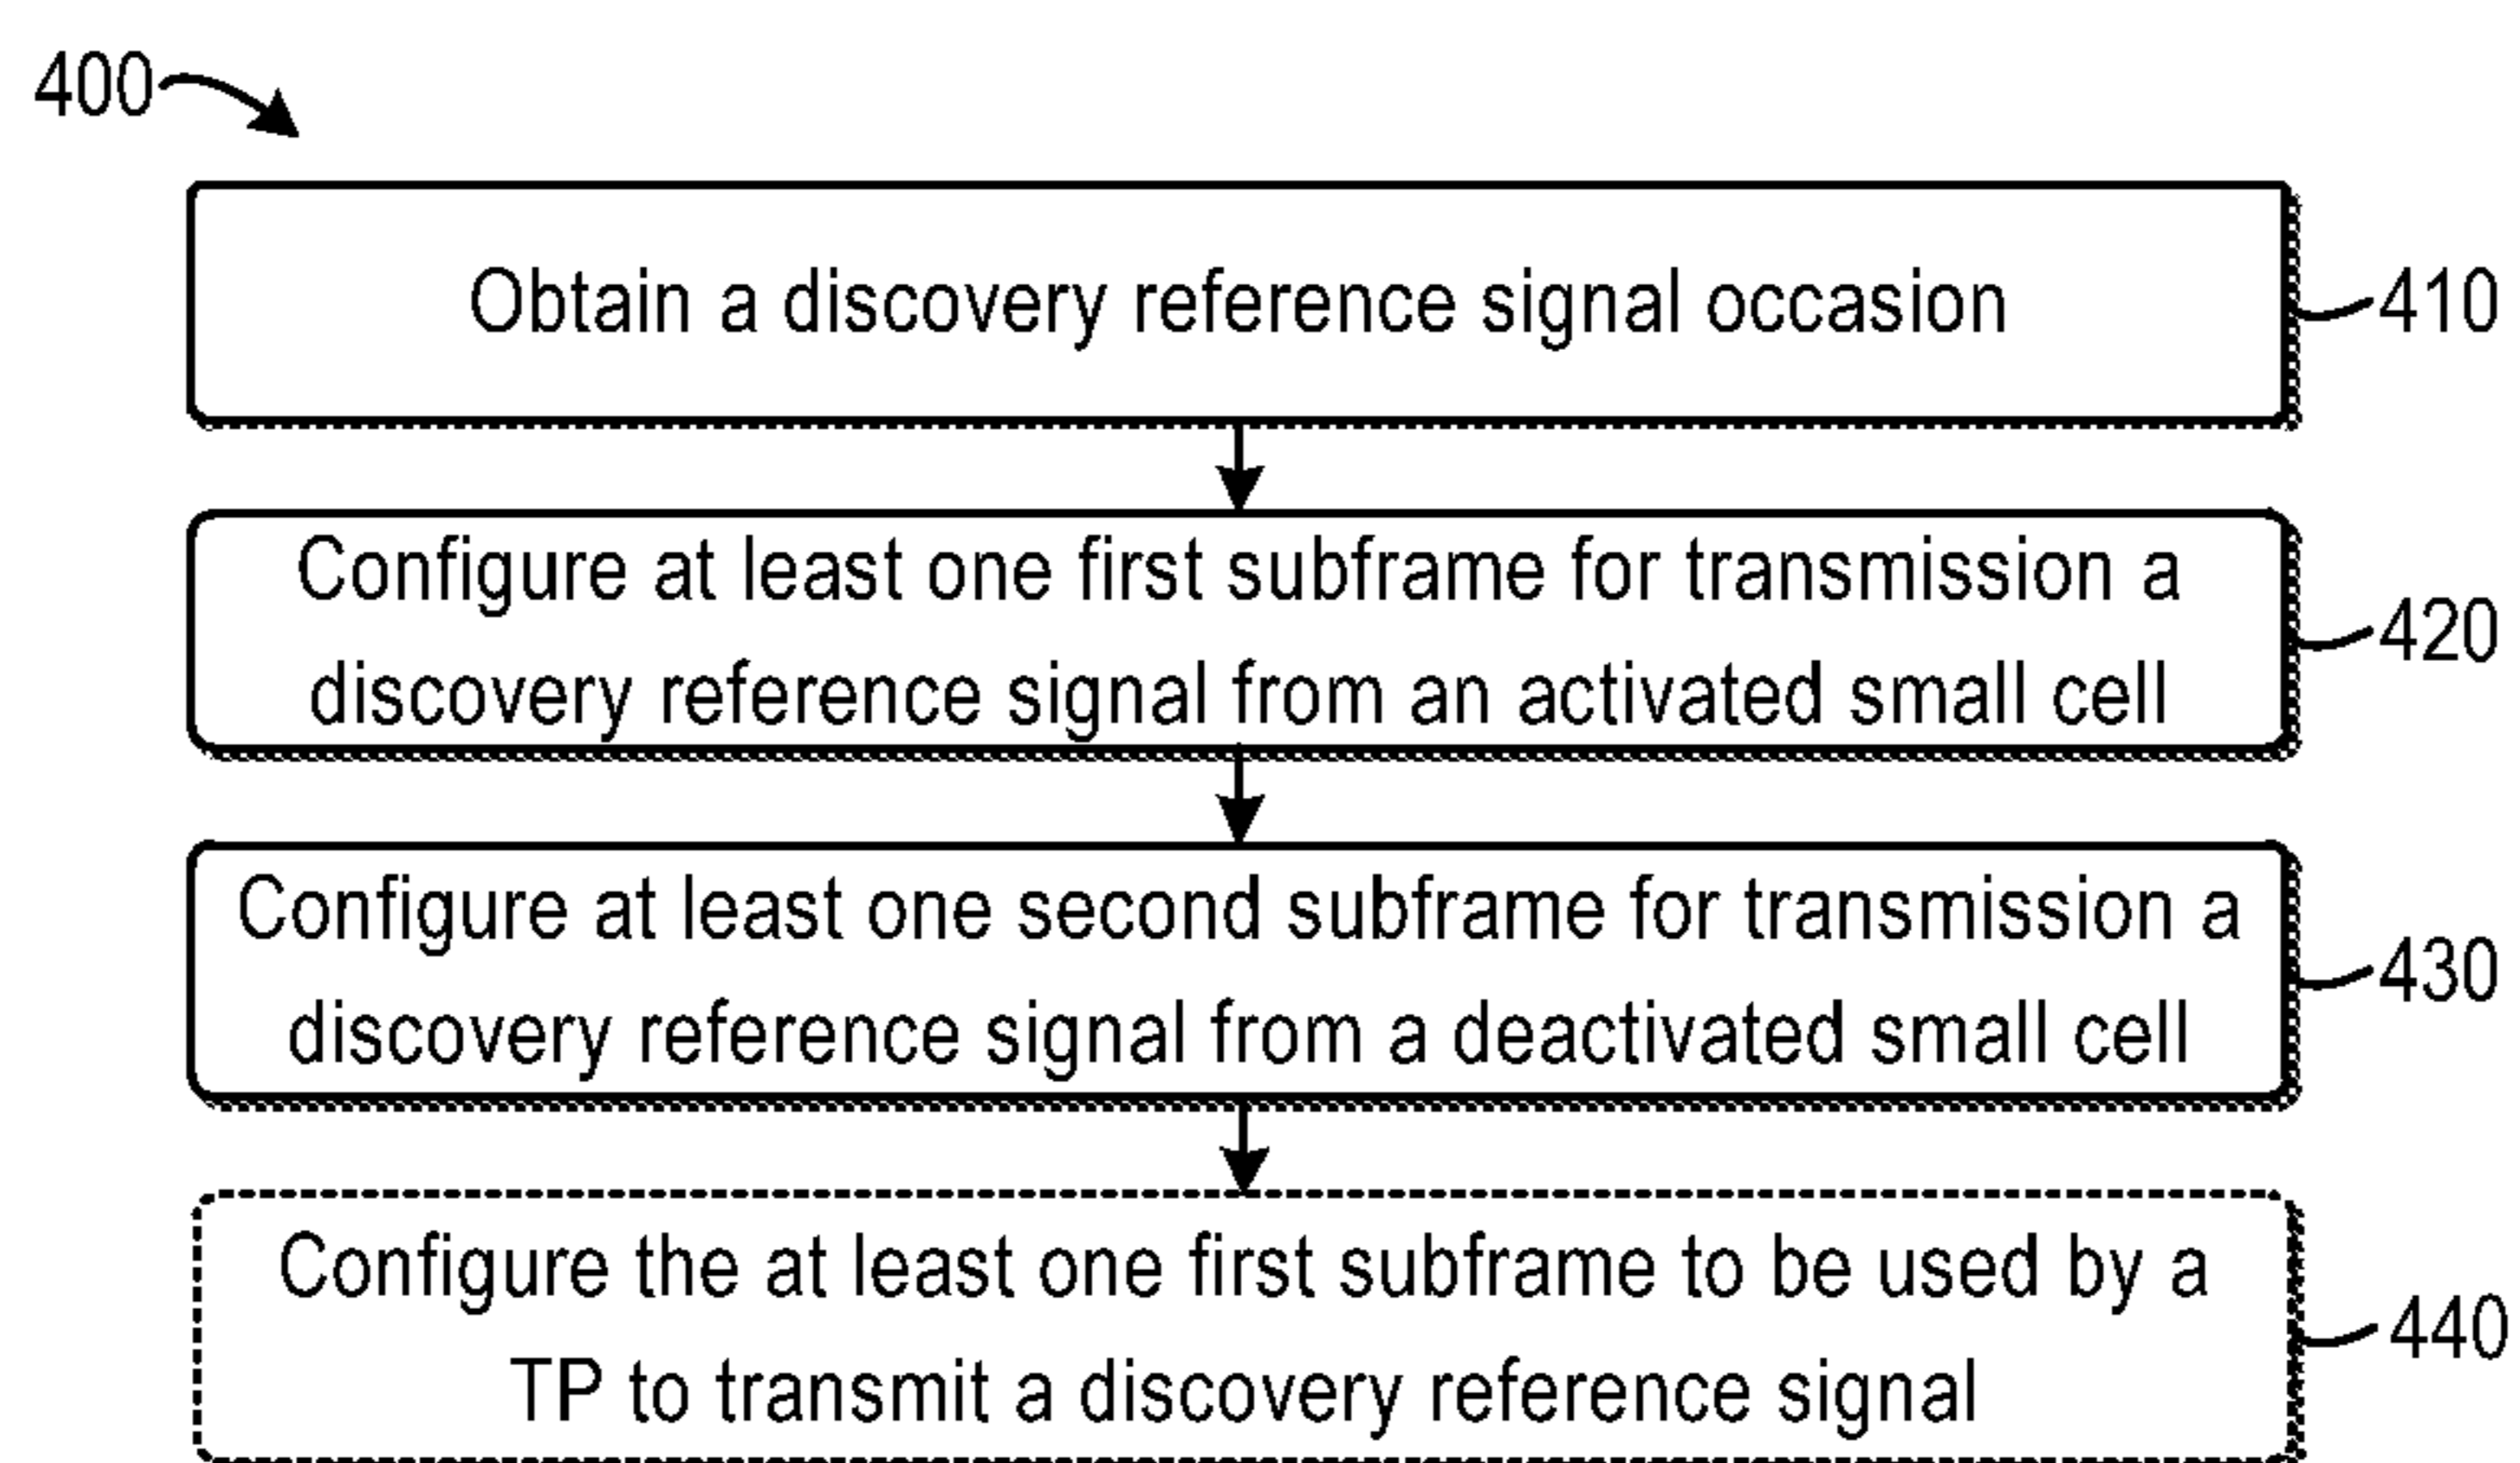 400
Obtain a discovery reference signal occasion
410
Configure at least one first subframe for transmission a
discovery reference signal from an activated small cell
420
Configure at least one second subframe for transmission a
discovery reference signal from a deactivated small cell
430
Configure the at least one first subframe to be used by a
TP to transmit a discovery reference signal
440